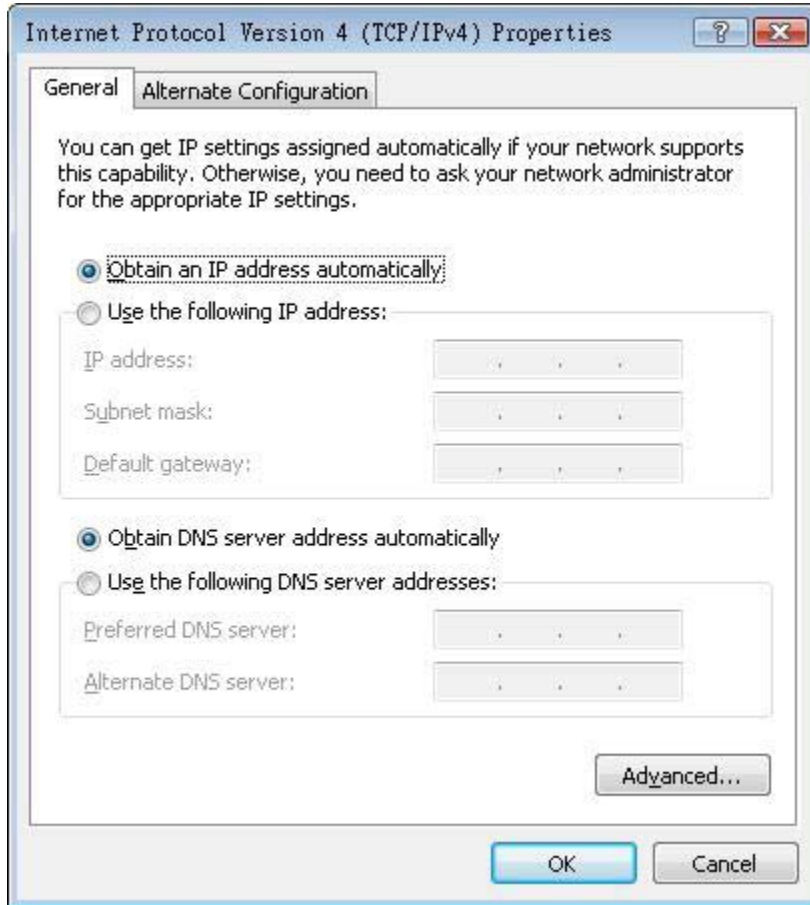 Internet Protocol Version 4 (TCP/IPv4) Properties
?
General
Alternate Configuration
You can get IP settings assigned automatically if your network supports
this capability. Otherwise, you need to ask your network administrator
for the appropriate IP settings.
Obtain an IP address automatically
Use the following IP address:
IP address:
. . .
Subnet mask:
. . .
Default gateway:
. . .
Obtain DNS server address automatically
Use the following DNS server addresses:
Preferred DNS server:
. . .
Alternate DNS server:
. . .
Advanced...
OK
Cancel